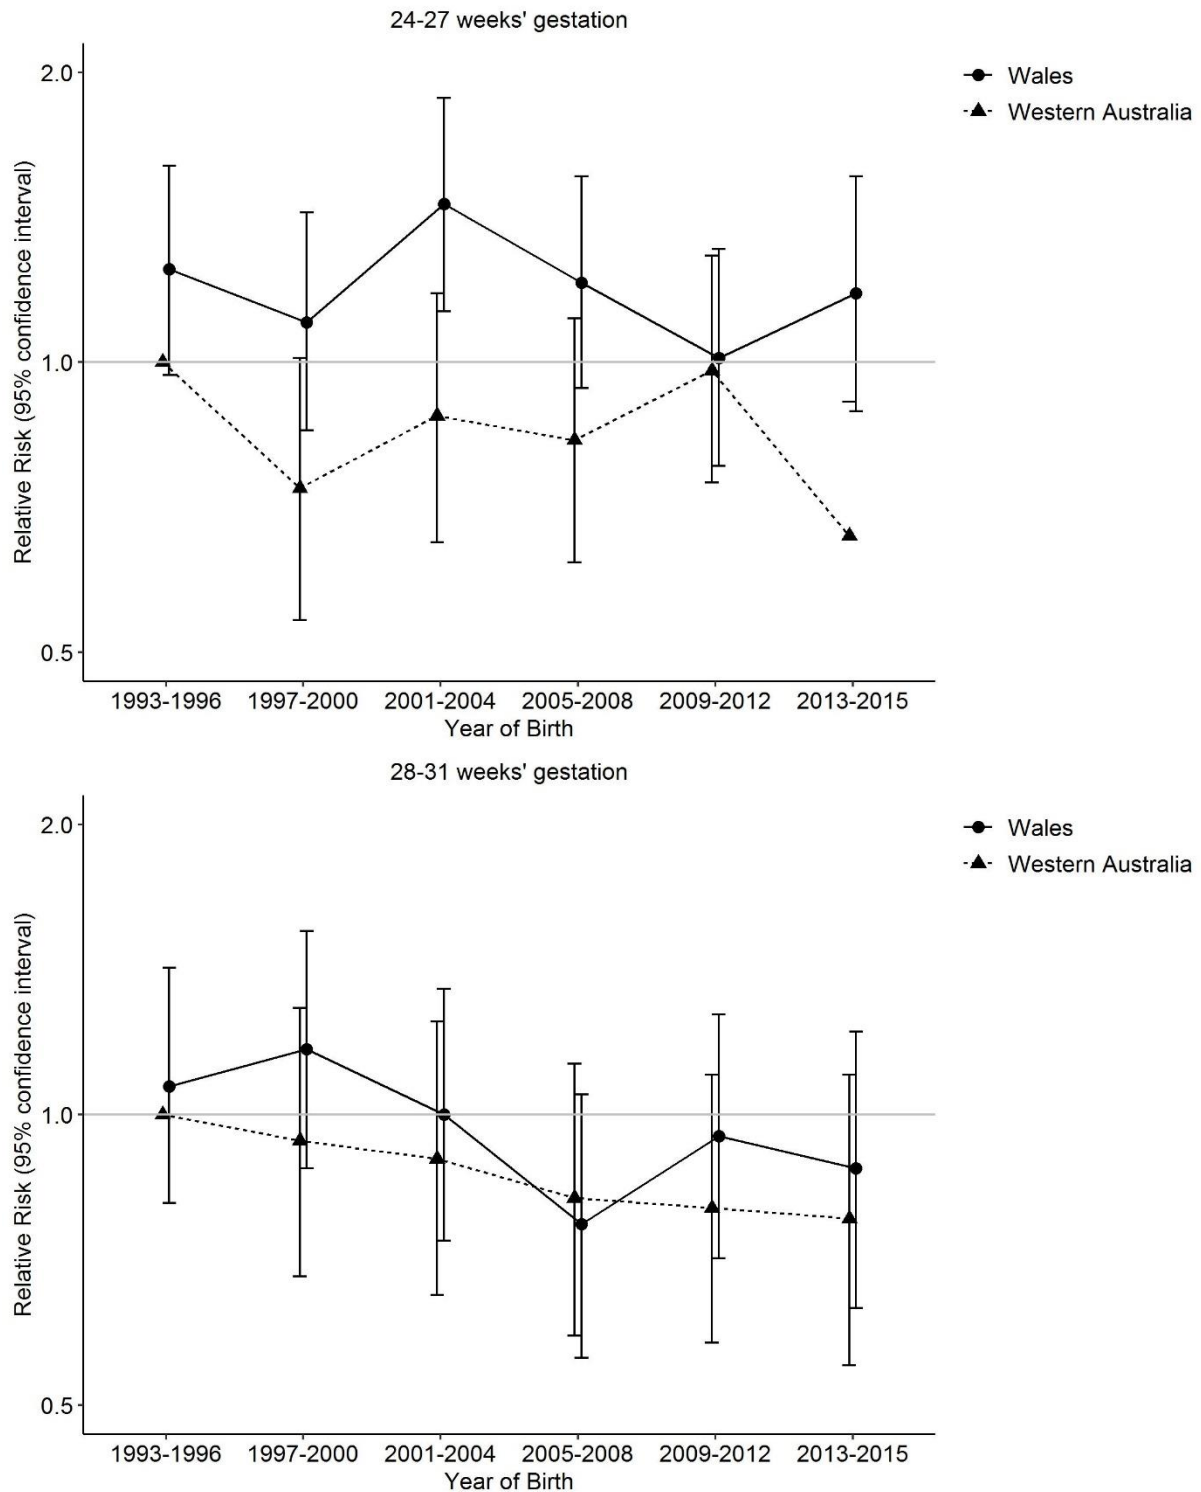 24-27 weeks' gestation
2.0
1.0
0.5
Relative Risk (95% confidence interval)
1993-1996 1997-2000 2001-2004 2005-2008 2009-2012 2013-2015
Year of Birth
Wales
Western Australia
28-31 weeks' gestation
2.0
1.0
0.5
Relative Risk (95% confidence interval)
1993-1996 1997-2000 2001-2004 2005-2008 2009-2012 2013-2015
Year of Birth
Wales
Western Australia